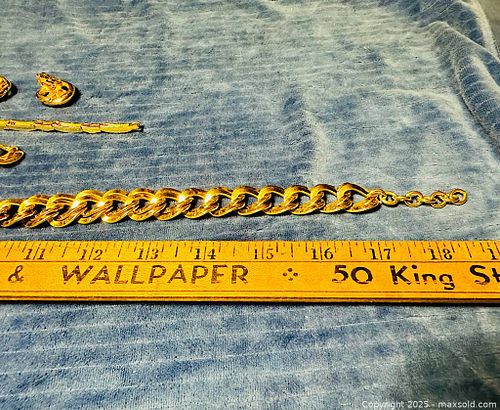 11 12 13 14 15 16 17 18
& WALLPAPER 50 King St
Copyright 2025 - maxsold.com